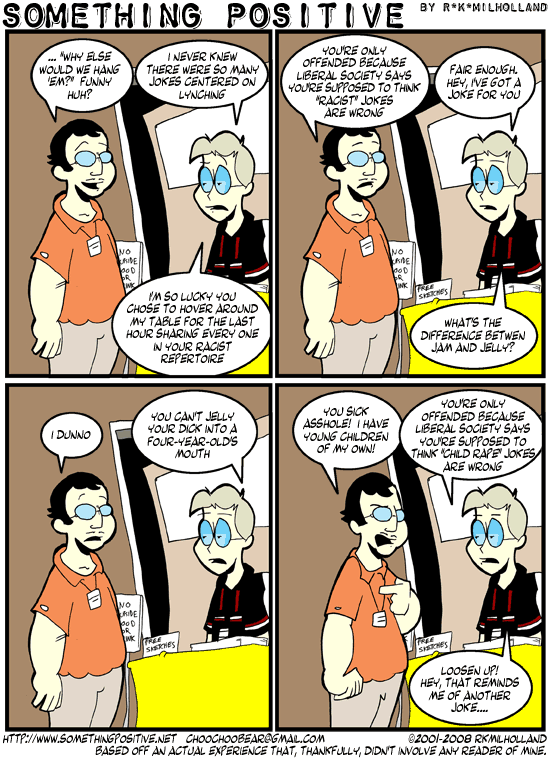 SOMETHING POSITIVE BY R*K*MILHOLLAND
... "WHY ELSE
WOULD WE HANG
'EM?" FUNNY
HUH?
I NEVER KNEW
THERE WERE SO MANY
JOKES CENTERED ON
LYNCHING
I'M SO LUCKY YOU
CHOSE TO HOVER AROUND
MY TABLE FOR THE LAST
HOUR SHARING EVERY ONE
IN YOUR RACIST
REPERTOIRE
NO
OOD
OR
INK
YOU'RE ONLY
OFFENDED BECAUSE
LIBERAL SOCIETY SAYS
YOU'RE SUPPOSED TO THINK
"RACIST" JOKES
ARE WRONG
FAIR ENOUGH.
HEY, I'VE GOT A
JOKE FOR YOU
WHAT'S THE
DIFFERENCE BETWEN
JAM AND JELLY?
NO
OOD
OR
INK
FREE
SKETCHES
I DUNNO
YOU CAN'T JELLY
YOUR DICK INTO A
FOUR-YEAR-OLD'S
MOUTH
NO
OOD
OR
INK
FREE
SKETCHES
YOU SICK
ASSHOLE! I HAVE
YOUNG CHILDREN
OF MY OWN!
YOU'RE ONLY
OFFENDED BECAUSE
LIBERAL SOCIETY SAYS
YOU'RE SUPPOSED TO
THINK "CHILD RAPE" JOKES
ARE WRONG
LOOSEN UP!
HEY, THAT REMINDS
ME OF ANOTHER
JOKE....
FREE
SKETCHES
HTTP://WWW.SOMETHINGPOSITIVE.NET CHOOCHOOBEAR@GMAIL.COM ©2001-2008 RKMILHOLLAND
BASED OFF AN ACTUAL EXPERIENCE THAT, THANKFULLY, DIDN'T INVOLVE ANY READER OF MINE.